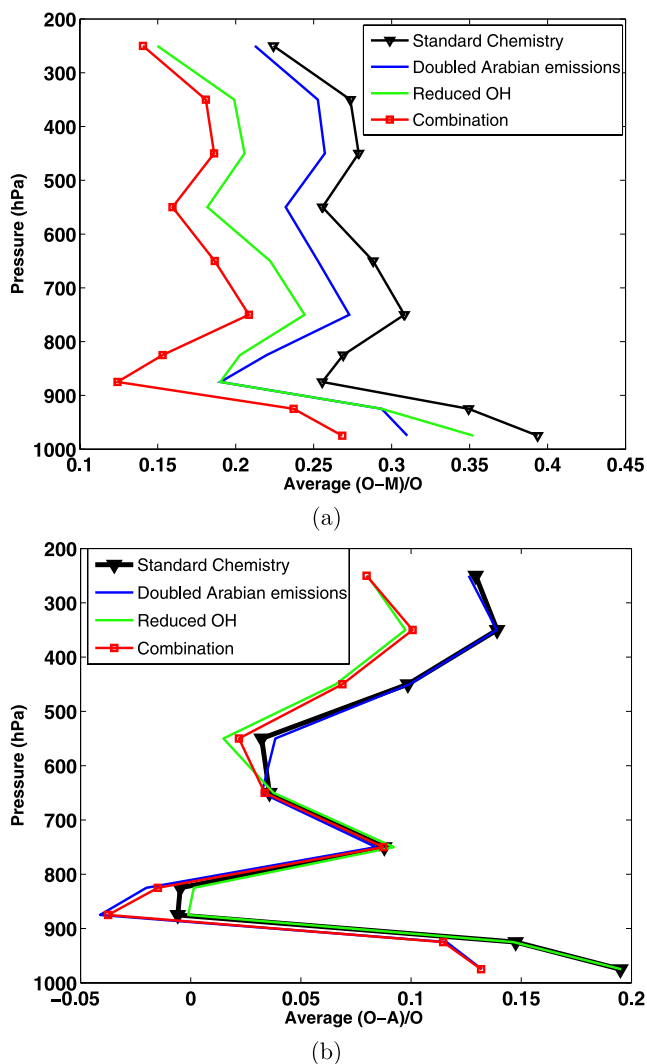 200
300
400
500
600
700
800
900
1000
Pressure (hPa)
Standard Chemistry
Doubled Arabian emissions
Reduced OH
Combination
0.1 0.15 0.2 0.25 0.3 0.35 0.4 0.45
Average (O−M)/O
(a)
200
300
400
500
600
700
800
900
1000
Pressure (hPa)
Standard Chemistry
Doubled Arabian emissions
Reduced OH
Combination
−0.05 0 0.05 0.1 0.15 0.2
Average (O−A)/O
(b)